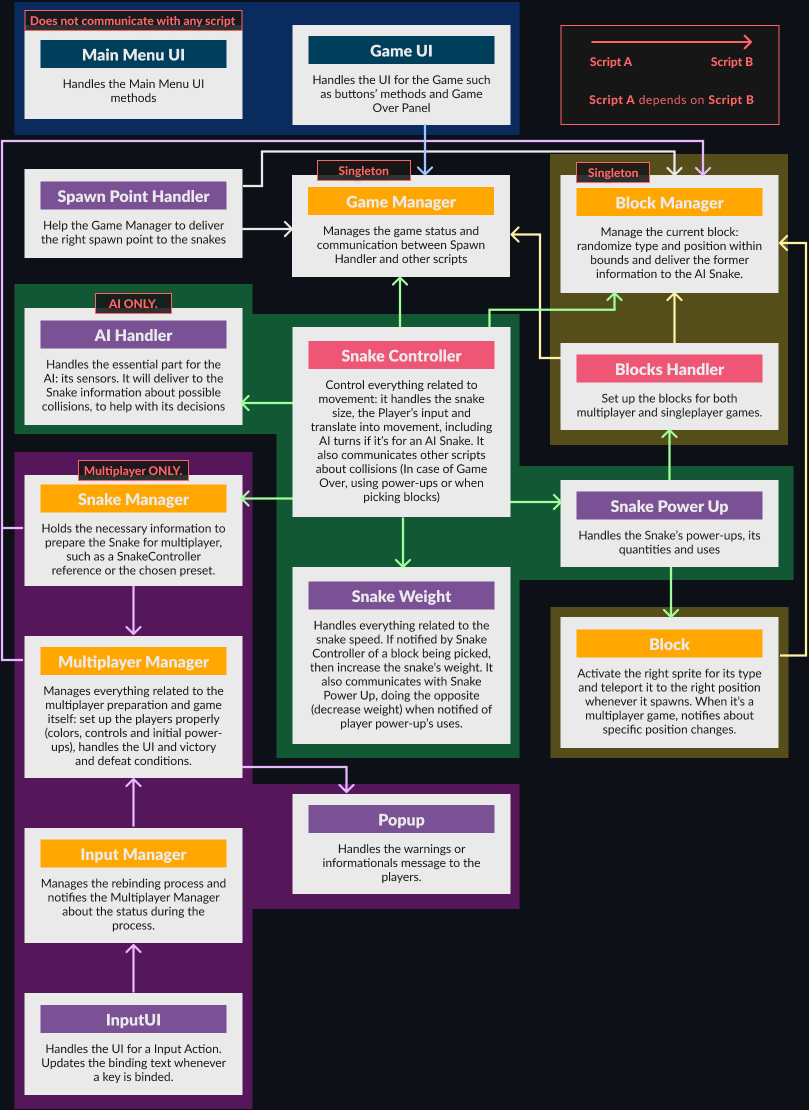 Does not communicate with any script
Main Menu UI
Handles the Main Menu UI
methods
Game UI
Handles the UI for the Game such
as buttons' methods and Game
Over Panel
Script A
Script B
Script A depends on Script B
Spawn Point Handler
Help the Game Manager to deliver
the right spawn point to the snakes
Singleton
Game Manager
Manages the game status and
communication between Spawn
Handler and other scripts
Singleton
Block Manager
Manage the current block:
randomize type and position within
bounds and deliver the former
information to the AI Snake.
AI ONLY.
AI Handler
Handles the essential part for the
AI: its sensors. It will deliver to the
Snake information about possible
collisions, to help with its decisions
Snake Controller
Control everything related to
movement: it handles the snake
size, the Player's input and
translate into movement, including
AI turns if it's for an AI Snake. It
also communicates other scripts
about collisions (In case of Game
Over, using power-ups or when
picking blocks)
Blocks Handler
Set up the blocks for both
multiplayer and singleplayer games.
Multiplayer ONLY.
Snake Manager
Holds the necessary information to
prepare the Snake for multiplayer,
such as a SnakeController
reference or the chosen preset.
Snake Power Up
Handles the Snake's power-ups, its
quantities and uses
Snake Weight
Handles everything related to the
snake speed. If notified by Snake
Controller of a block being picked,
then increase the snake's weight. It
also communicates with Snake
Power Up, doing the opposite
(decrease weight) when notified of
player power-up's uses.
Block
Activate the right sprite for its type
and teleport it to the right position
whenever it spawns. When it's a
multiplayer game, notifies about
specific position changes.
Multiplayer Manager
Manages everything related to the
multiplayer preparation and game
itself: set up the players properly
(colors, controls and initial power-
ups), handles the UI and victory
and defeat conditions.
Popup
Handles the warnings or
informationals message to the
players.
Input Manager
Manages the rebinding process and
notifies the Multiplayer Manager
about the status during the
process.
InputUI
Handles the UI for a Input Action.
Updates the binding text whenever
a key is binded.